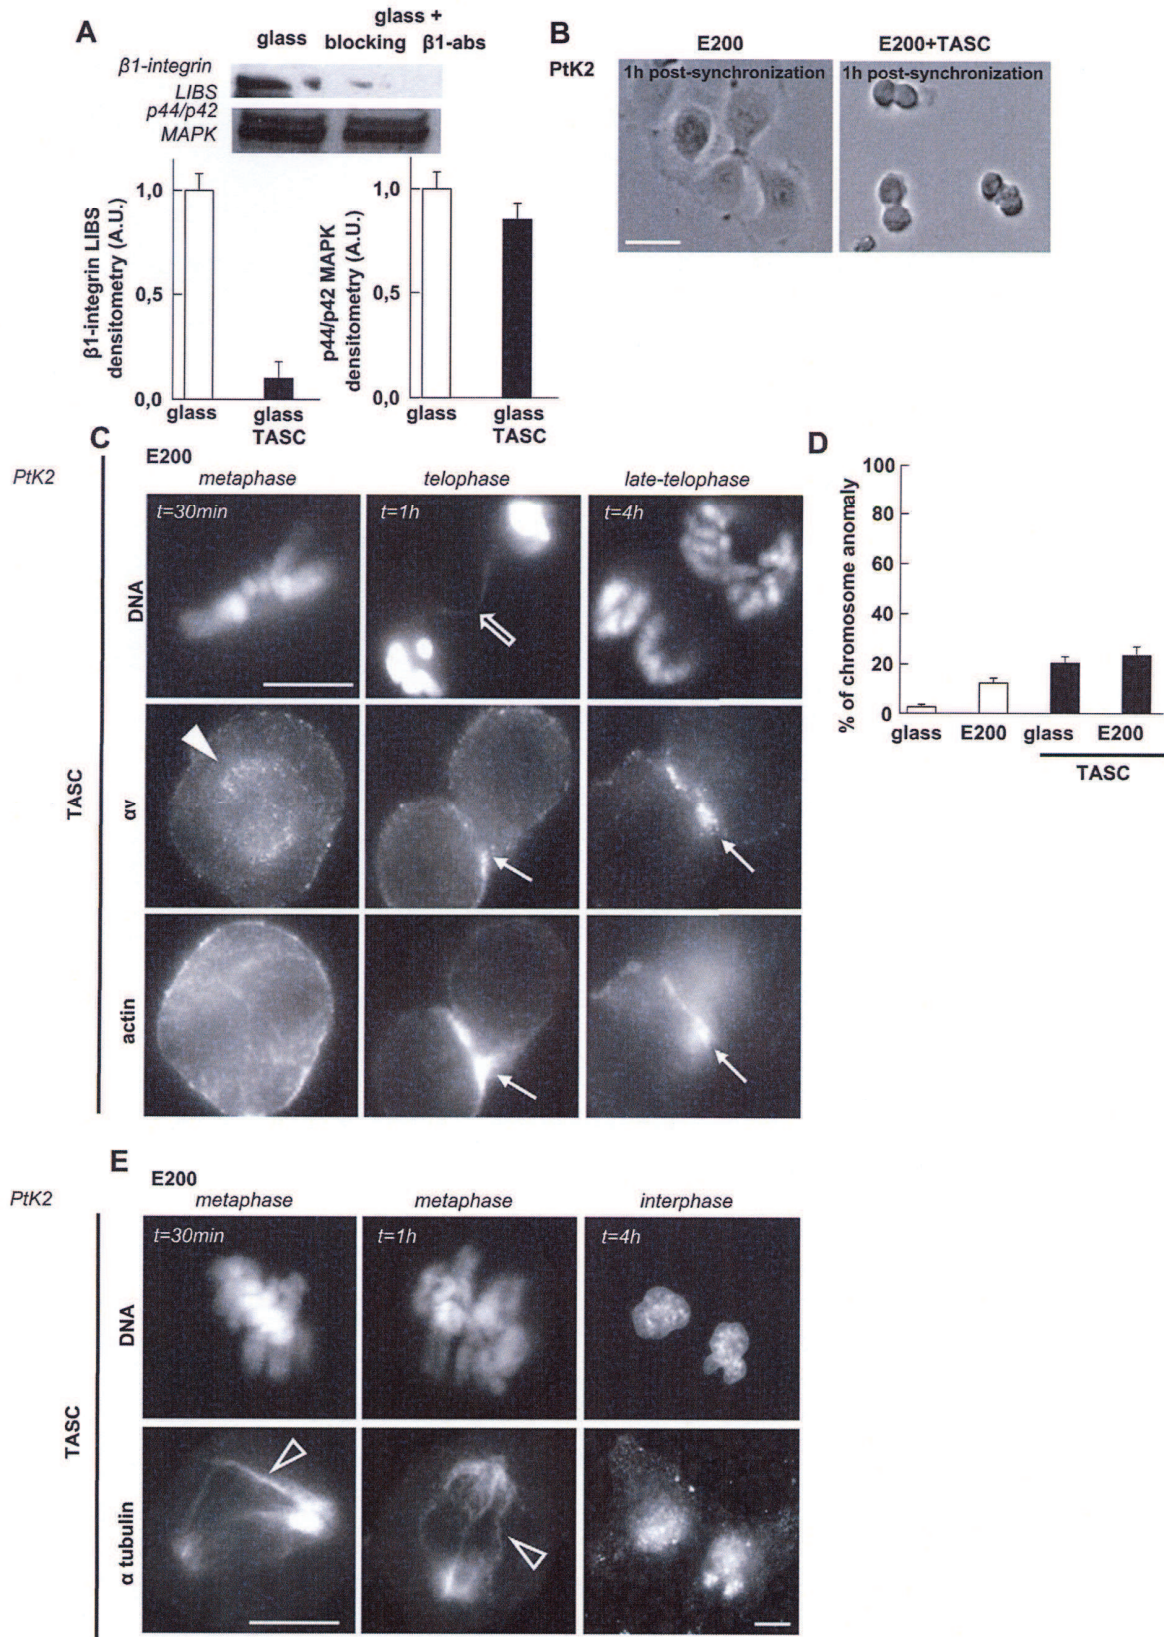 A
glass
glass +
blocking β1-abs
β1-integrin
LIBS
p44/p42
MAPK
β1-integrin LIBS
densitometry (A.U.)
1,0
0,5
0,0
glass
glass
TASC
p44/p42 MAPK
densitometry (A.U.)
1,0
0,5
0,0
glass
glass
TASC
B
E200
E200+TASC
PtK2
1h post-synchronization
1h post-synchronization
C
E200
PtK2
metaphase
telophase
late-telophase
TASC
DNA
t=30min
t=1h
t=4h
αv
actin
D
% of chromosome anomaly
100
80
60
40
20
0
glass
E200
glass
E200
TASC
E
E200
PtK2
metaphase
metaphase
interphase
TASC
DNA
t=30min
t=1h
t=4h
α tubulin